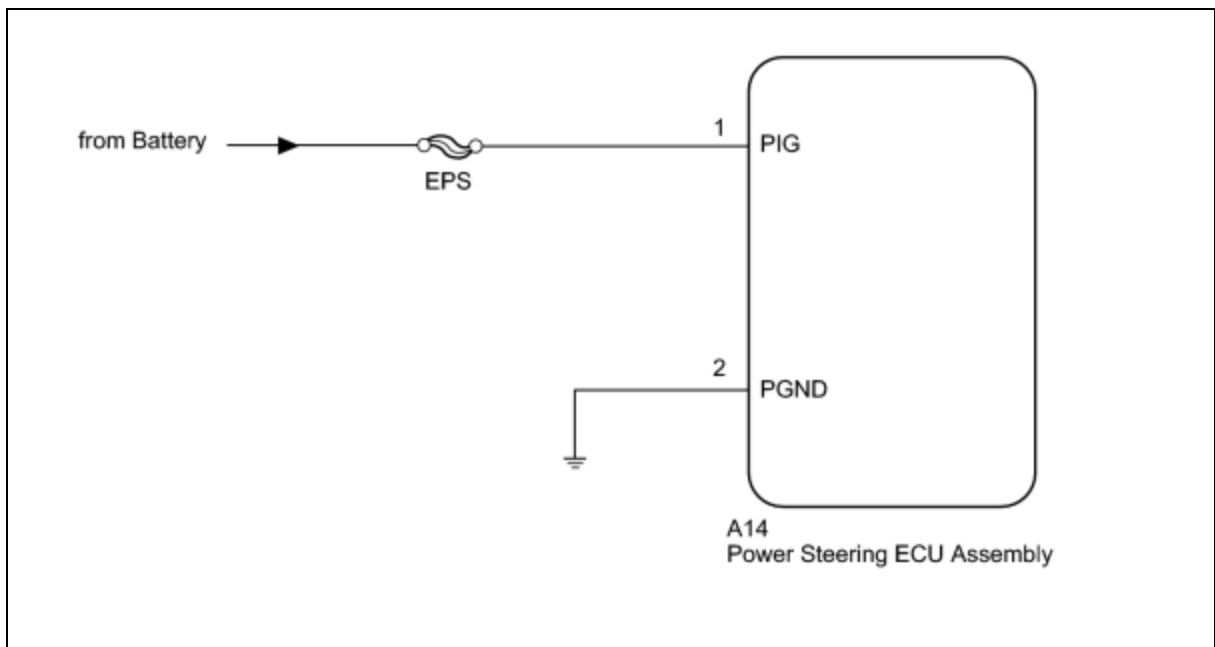 from Battery
EPS
1
PIG
2
PGND
A14
Power Steering ECU Assembly